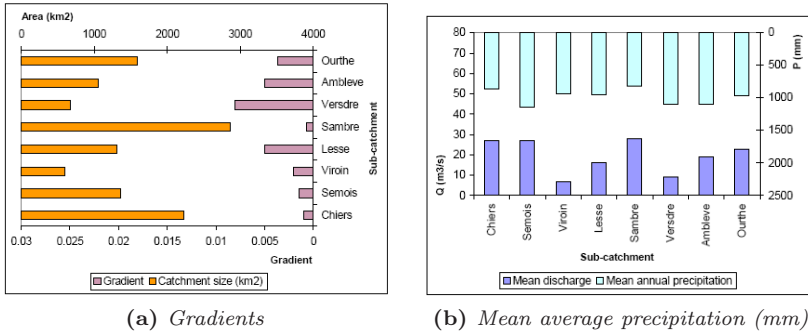 Area (km2)
0 1000 2000 3000 4000
Ourthe
Ambleve
Versdre
Sambre
Lesse
Viroin
Semois
Chiers
Sub-catchment
0.03 0.025 0.02 0.015 0.01 0.005 0
Gradient
Gradient Catchment size (km2)
(a) Gradients
80
70
60
50
40
30
20
10
0
Q (m3/s)
0
500
1000
1500
2000
2500
P (mm)
Chiers
Semois
Viroin
Lesse
Sambre
Versdre
Ambleve
Ourthe
Sub-catchment
Mean discharge Mean annual precipitation
(b) Mean average precipitation (mm)